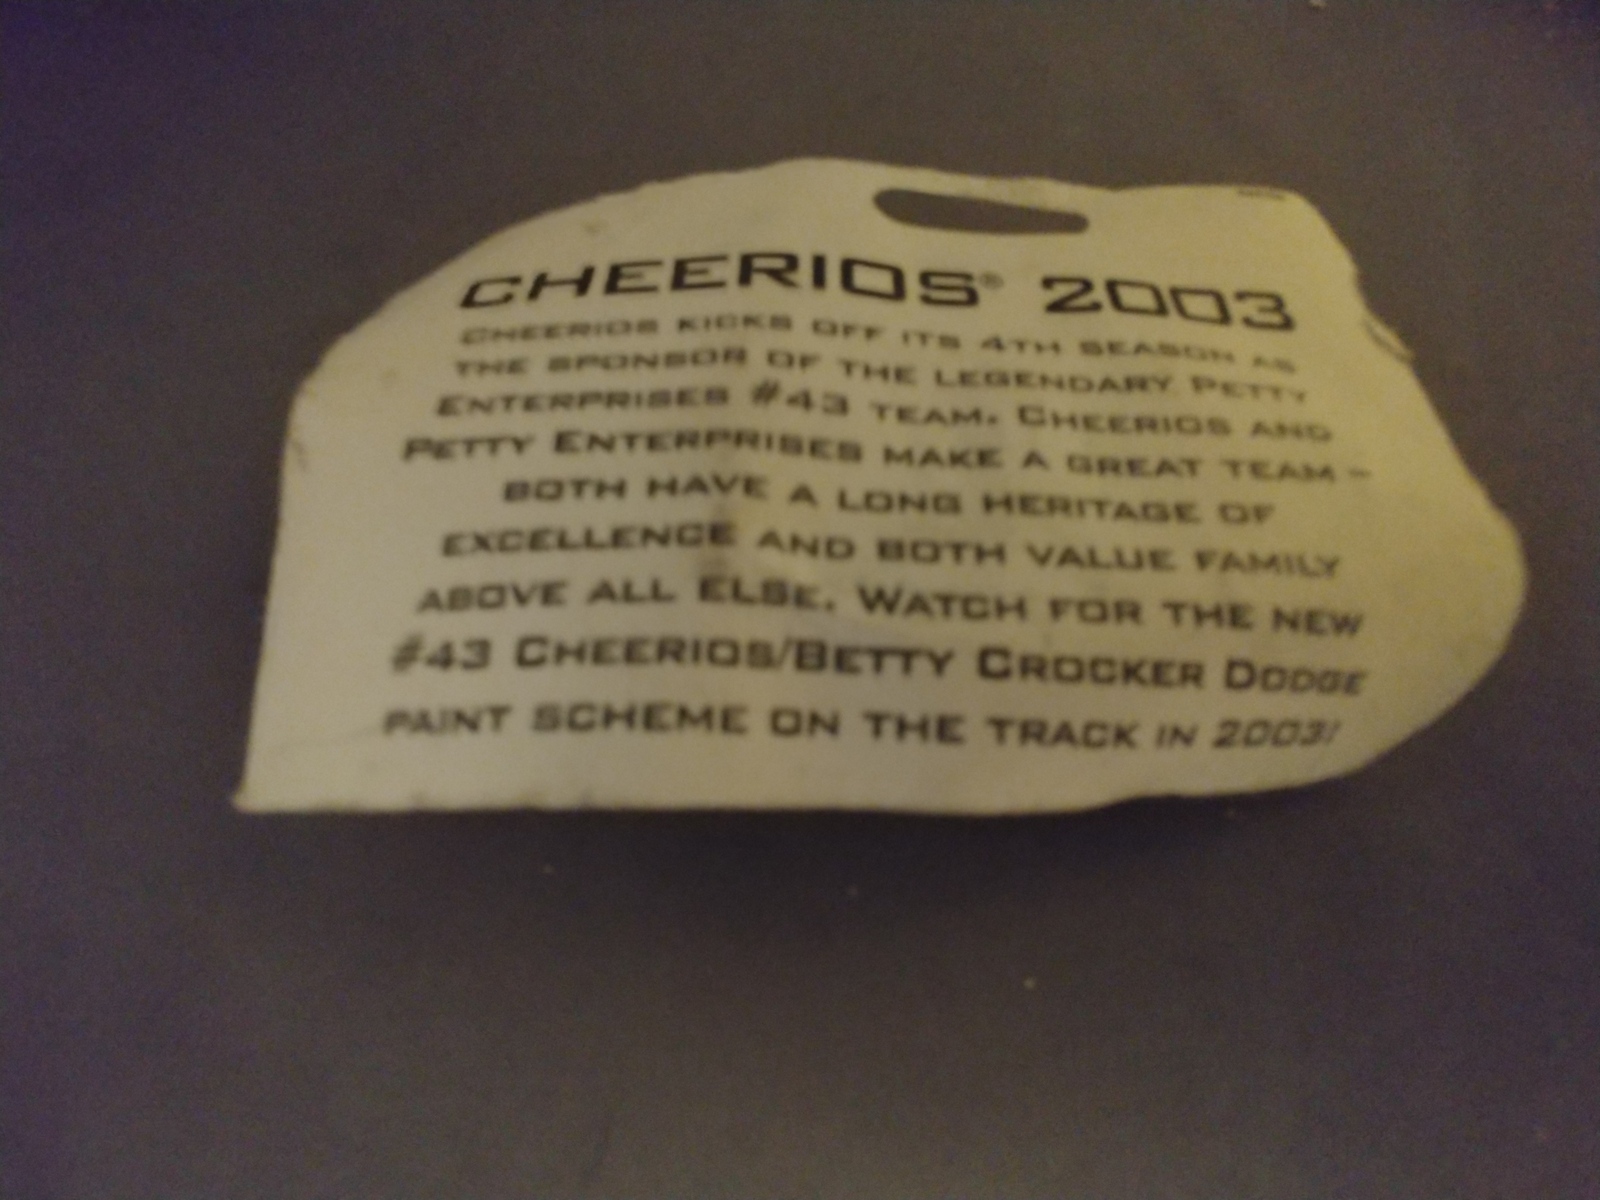 CHEERIOS® 2003
CHEERIOS KICKS OFF ITS 4TH SEASON AS
THE SPONSOR OF THE LEGENDARY PETTY
ENTERPRISES #43 TEAM. CHEERIOS AND
PETTY ENTERPRISES MAKE A GREAT TEAM –
BOTH HAVE A LONG HERITAGE OF
EXCELLENCE AND BOTH VALUE FAMILY
ABOVE ALL ELSE. WATCH FOR THE NEW
#43 CHEERIOS/BETTY CROCKER DODGE
PAINT SCHEME ON THE TRACK IN 2003!